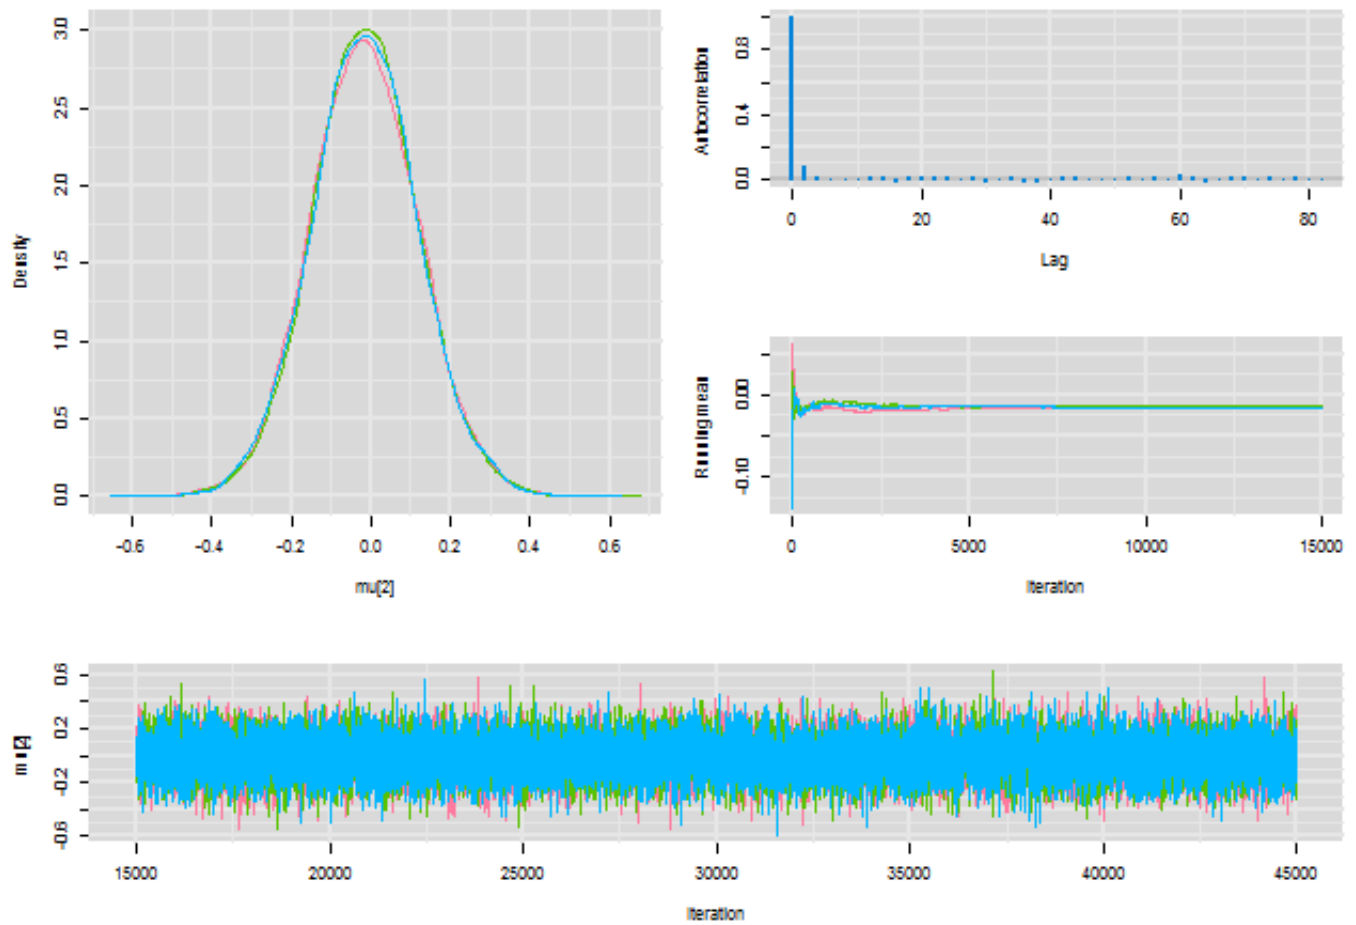 Density
0.0 0.5 1.0 1.5 2.0 2.5 3.0
-0.6 -0.4 -0.2 0.0 0.2 0.4 0.6
mu[2]
Autocorrelation
0.0 0.4 0.8
0 20 40 60 80
Lag
Running mean
-0.10 0.00
0 5000 10000 15000
Iteration
mu[2]
-0.6 -0.2 0.2 0.6
15000 20000 25000 30000 35000 40000 45000
Iteration